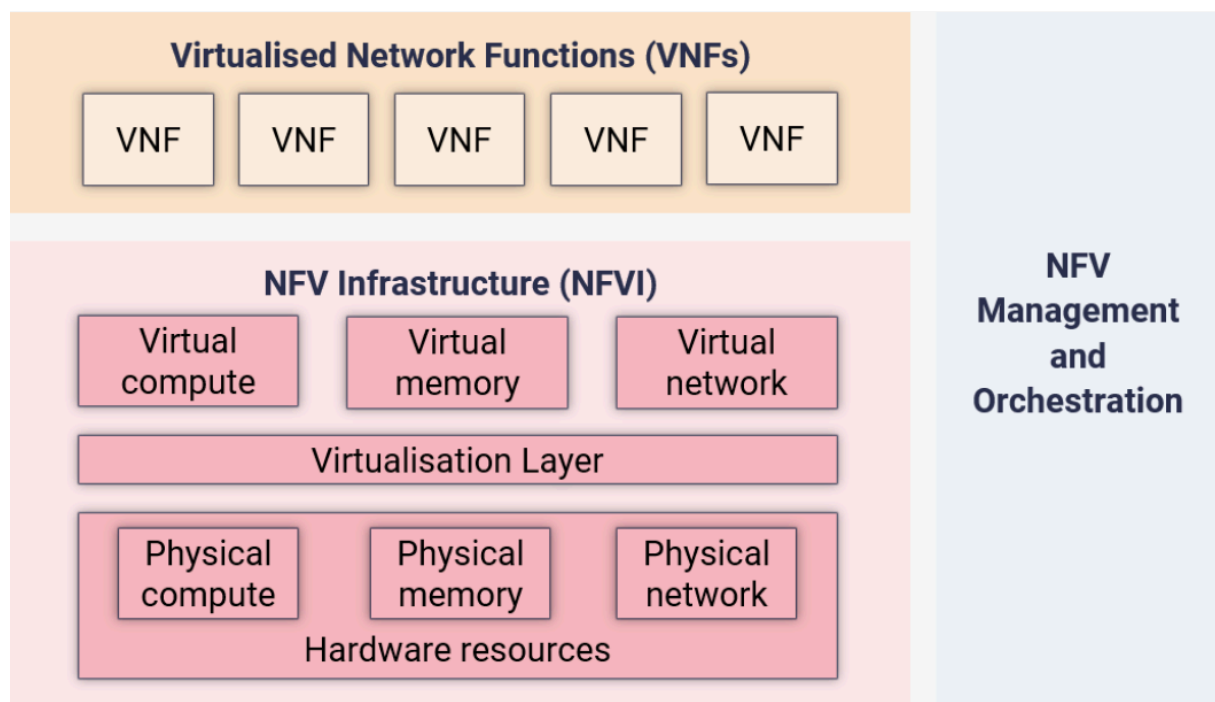 Virtualised Network Functions (VNFs)
VNF
VNF
VNF
VNF
VNF
NFV Infrastructure (NFVI)
Virtual
compute
Virtual
memory
Virtual
network
Virtualisation Layer
Physical
compute
Physical
memory
Physical
network
Hardware resources
NFV
Management
and
Orchestration